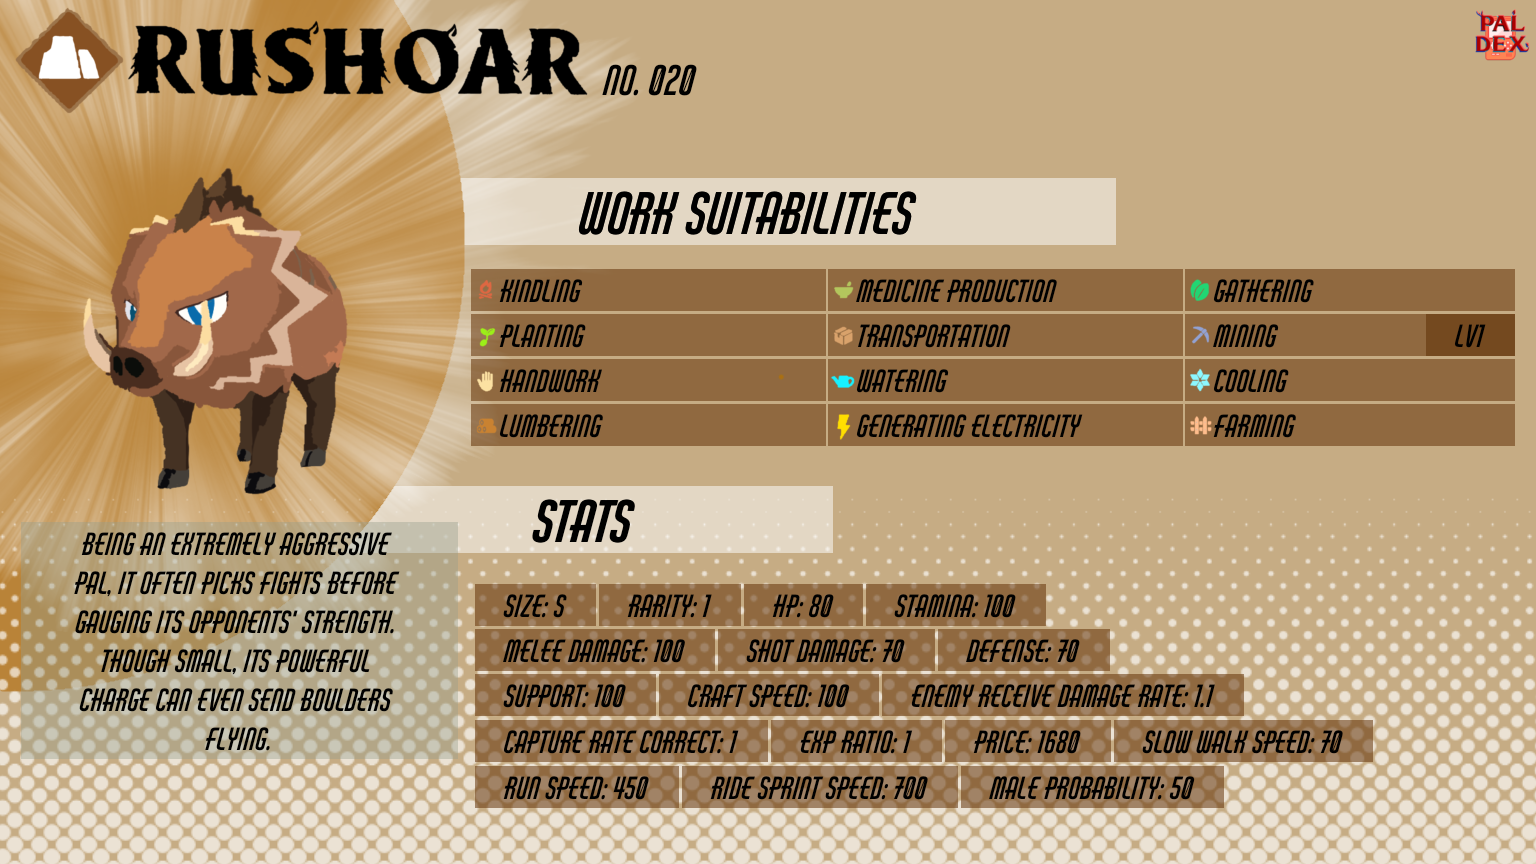 RUSHOAR NO. 020
PAL
DEX
WORK SUITABILITIES
KINDLING MEDICINE PRODUCTION GATHERING
PLANTING TRANSPORTATION MINING LV1
HANDWORK WATERING COOLING
LUMBERING GENERATING ELECTRICITY FARMING
STATS
BEING AN EXTREMELY AGGRESSIVE
PAL, IT OFTEN PICKS FIGHTS BEFORE
GAUGING ITS OPPONENTS' STRENGTH.
THOUGH SMALL, ITS POWERFUL
CHARGE CAN EVEN SEND BOULDERS
FLYING.
SIZE: S RARITY: 1 HP: 80 STAMINA: 100
MELEE DAMAGE: 100 SHOT DAMAGE: 70 DEFENSE: 70
SUPPORT: 100 CRAFT SPEED: 100 ENEMY RECEIVE DAMAGE RATE: 1.1
CAPTURE RATE CORRECT: 1 EXP RATIO: 1 PRICE: 1680 SLOW WALK SPEED: 70
RUN SPEED: 450 RIDE SPRINT SPEED: 700 MALE PROBABILITY: 50